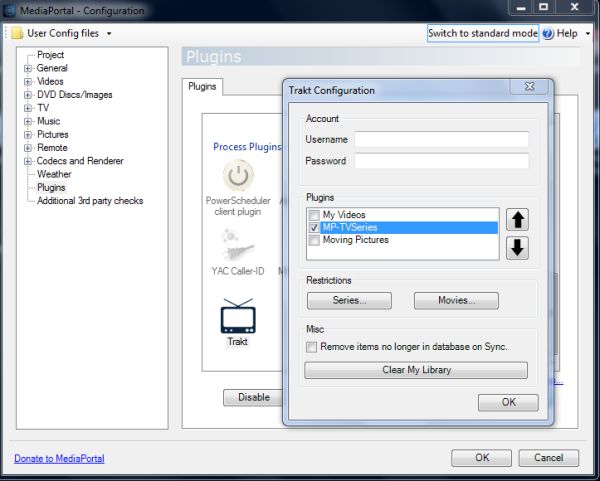 MediaPortal - Configuration
User Config files
Switch to standard mode
Help
Project
General
Videos
DVD Discs/Images
TV
Music
Pictures
Remote
Codecs and Renderer
Weather
Plugins
Additional 3rd party checks
Plugins
Plugins
Process Plugins
PowerScheduler
client plugin
YAC Caller-ID
Trakt
Disable
Trakt Configuration
Account
Username
Password
Plugins
My Videos
MP-TVSeries
Moving Pictures
Restrictions
Series...
Movies...
Misc
Remove items no longer in database on Sync.
Clear My Library
OK
Donate to MediaPortal
OK
Cancel